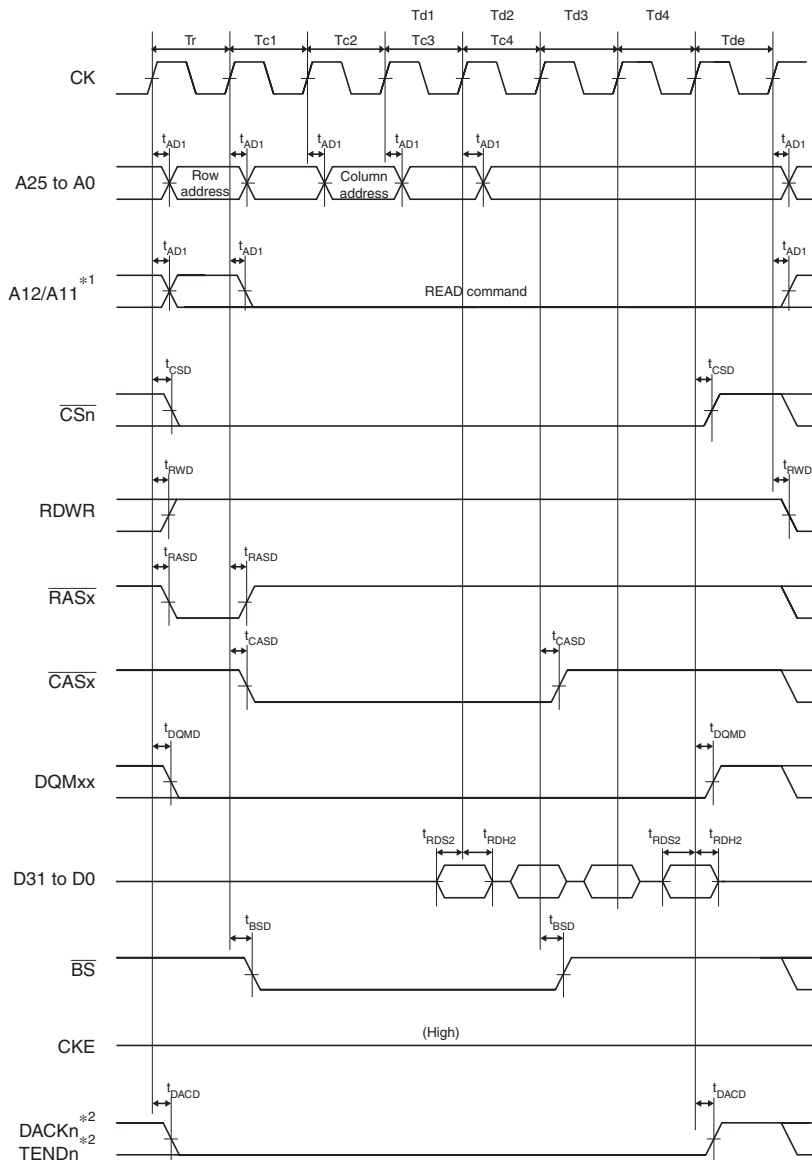 Td1 Td2 Td3 Td4
Tr Tc1 Tc2 Tc3 Tc4 Tde
CK
tAD1 tAD1 tAD1 tAD1 tAD1 tAD1
A25 to A0
Row address
Column address
tAD1 tAD1 tAD1
A12/A11*1
READ command
tCSD tCSD
CSn
tRWD tRWD
RDWR
tRASD tRASD
RASx
tCASD tCASD
CASx
tDQMD tDQMD
DQMxx
tRDS2 tRDH2 tRDS2 tRDH2
D31 to D0
tBSD tBSD
BS
(High)
CKE
tDACD tDACD
DACKn*2
TENDn*2